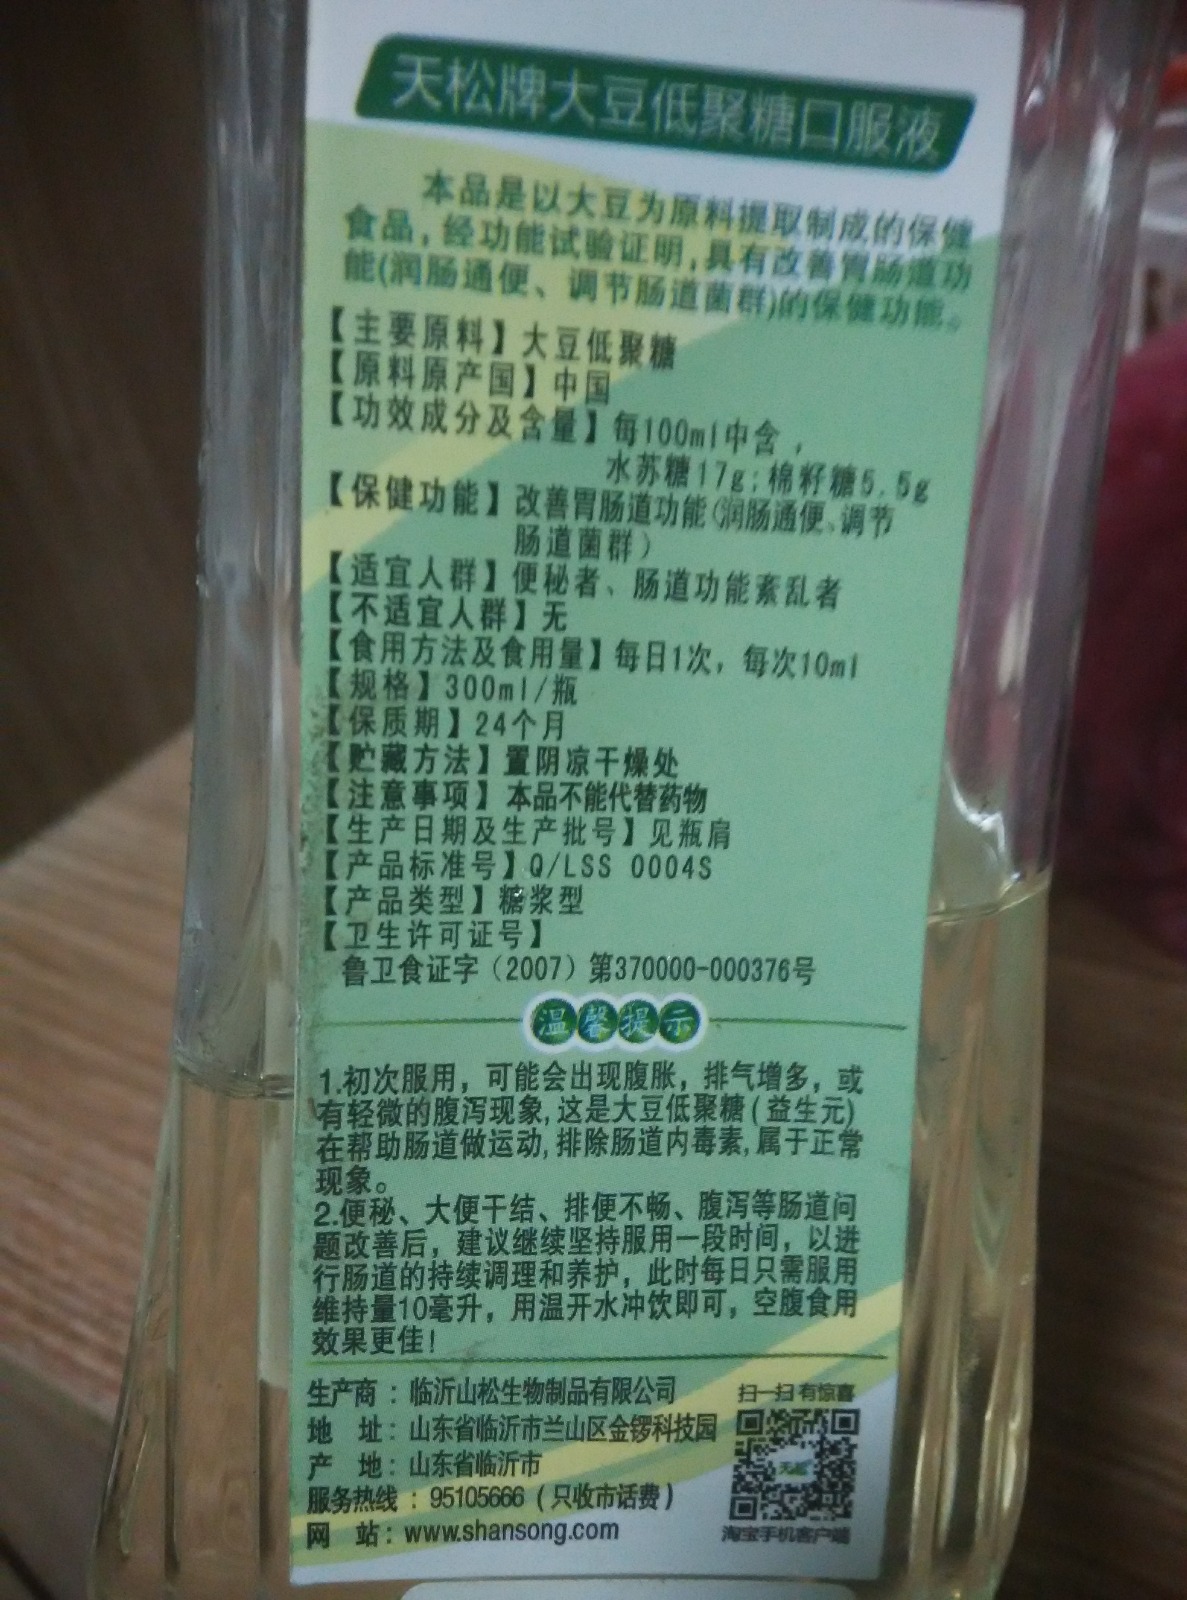 天松牌大豆低聚糖口服液
本品是以大豆为原料提取制成的保健
食品，经功能试验证明，具有改善胃肠道功
能(润肠通便、调节肠道菌群)的保健功能。
【主要原料】大豆低聚糖
【原料原产国】中国
【功效成分及含量】每100ml中含，
水苏糖17g；棉籽糖5.5g
【保健功能】改善胃肠道功能（润肠通便、调节
肠道菌群）
【适宜人群】便秘者、肠道功能紊乱者
【不适宜人群】无
【食用方法及食用量】每日1次，每次10ml
【规格】300ml/瓶
【保质期】24个月
【贮藏方法】置阴凉干燥处
【注意事项】本品不能代替药物
【生产日期及生产批号】见瓶肩
【产品标准号】Q/LSS 0004S
【产品类型】糖浆型
【卫生许可证号】
鲁卫食证字（2007）第370000-000376号
温馨提示
1.初次服用，可能会出现腹胀，排气增多，或
有轻微的腹泻现象,这是大豆低聚糖(益生元)
在帮助肠道做运动,排除肠道内毒素,属于正常
现象。
2.便秘、大便干结、排便不畅、腹泻等肠道问
题改善后，建议继续坚持服用一段时间，以进
行肠道的持续调理和养护，此时每日只需服用
维持量10毫升，用温开水冲饮即可，空腹食用
效果更佳！
生产商：临沂山松生物制品有限公司
地 址：山东省临沂市兰山区金锣科技园
产 地：山东省临沂市
服务热线：95105666（只收市话费）
网 站：www.shansong.com
扫一扫 有惊喜
天松
淘宝手机客户端